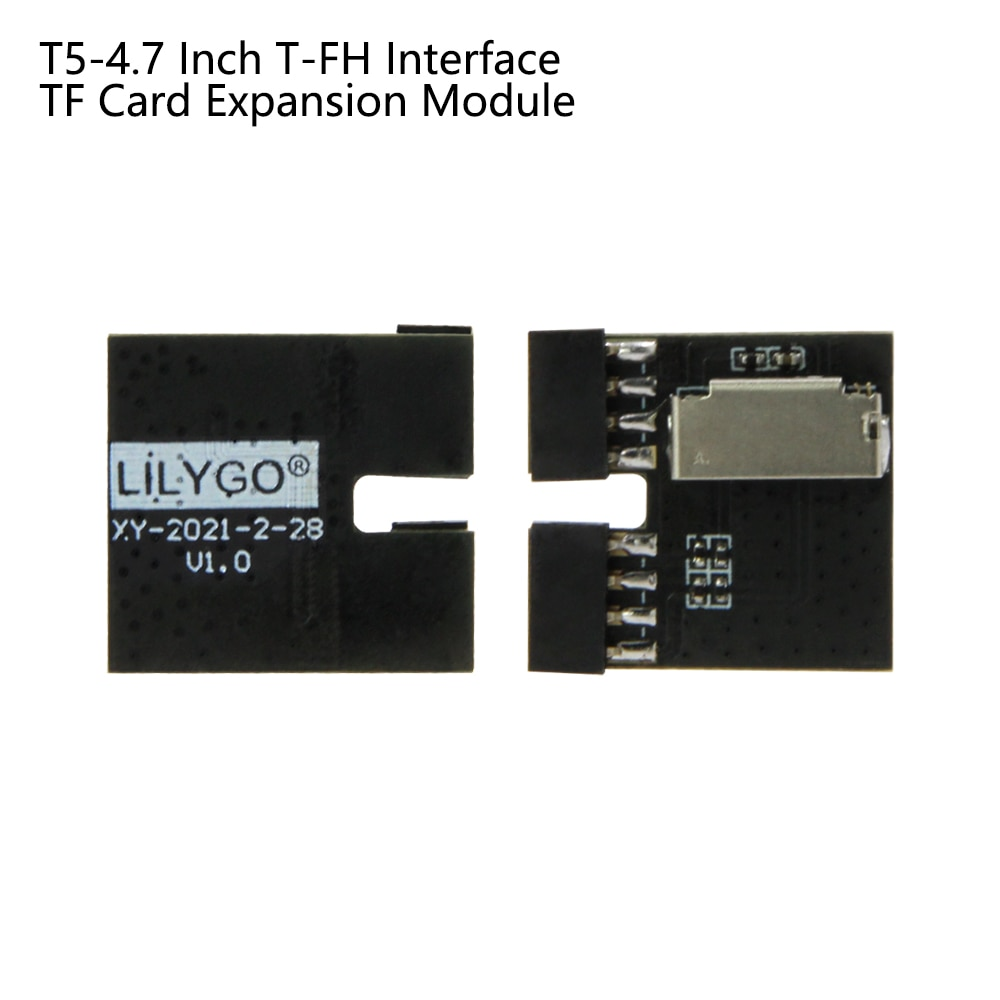 T5-4.7 Inch T-FH Interface
TF Card Expansion Module
LILYGO®
XY-2021-2-28
V1.0